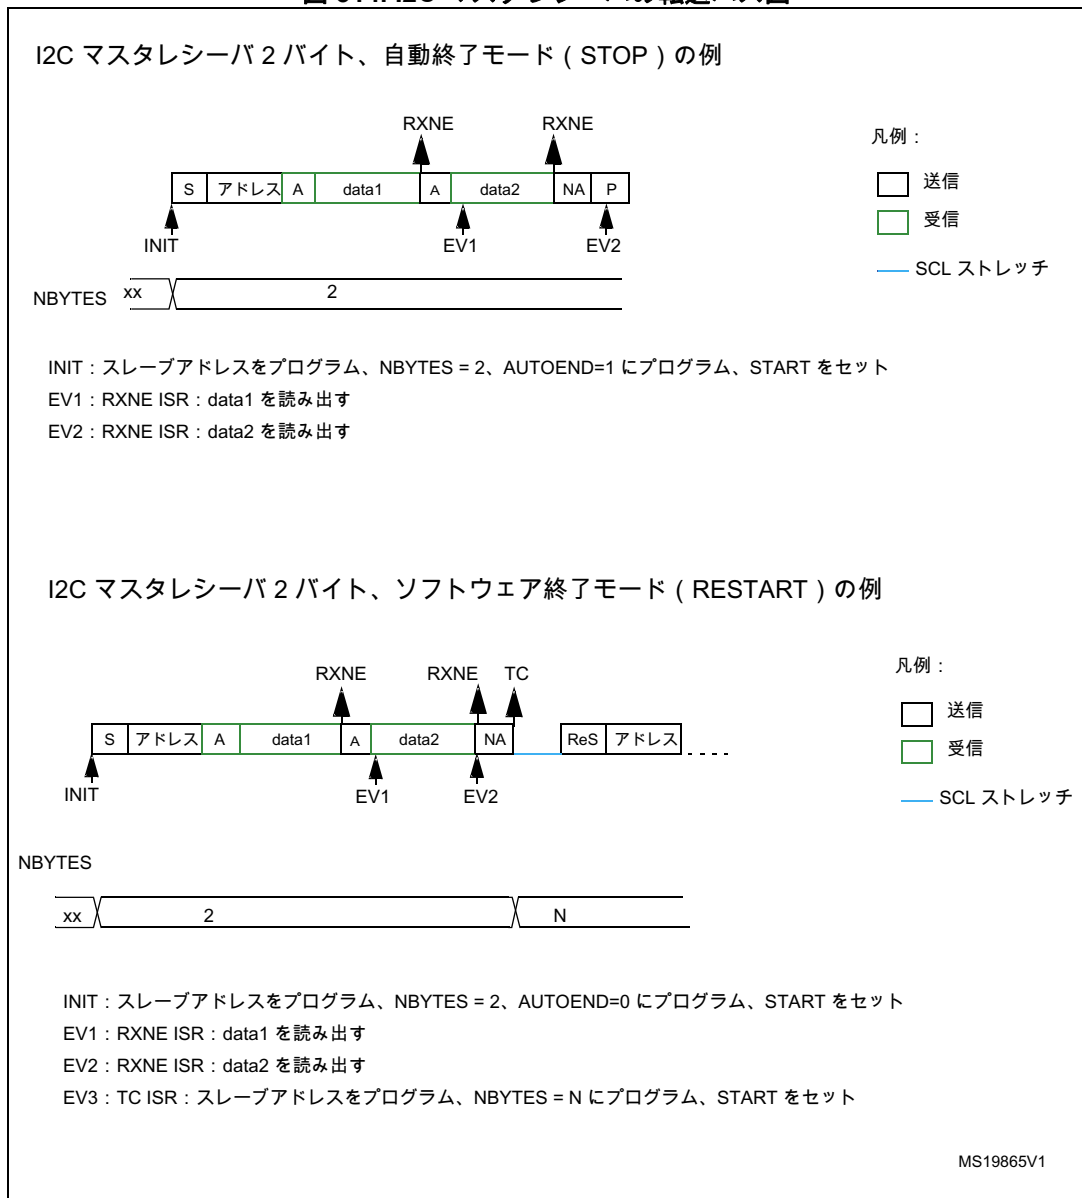 I2C マスタレシーバ 2 バイト、自動終了モード ( STOP ) の例
RXNE RXNE
凡例 :
S アドレス A data1 A data2 NA P
送信
受信
INIT EV1 EV2
SCL ストレッチ
NBYTES xx 2
INIT : スレーブアドレスをプログラム、NBYTES = 2、AUTOEND=1 にプログラム、START をセット
EV1 : RXNE ISR : data1 を読み出す
EV2 : RXNE ISR : data2 を読み出す
I2C マスタレシーバ 2 バイト、ソフトウェア終了モード ( RESTART ) の例
RXNE RXNE TC
凡例 :
S アドレス A data1 A data2 NA ReS アドレス
送信
受信
INIT EV1 EV2
SCL ストレッチ
NBYTES
xx 2 N
INIT : スレーブアドレスをプログラム、NBYTES = 2、AUTOEND=0 にプログラム、START をセット
EV1 : RXNE ISR : data1 を読み出す
EV2 : RXNE ISR : data2 を読み出す
EV3 : TC ISR : スレーブアドレスをプログラム、NBYTES = N にプログラム、START をセット
MS19865V1